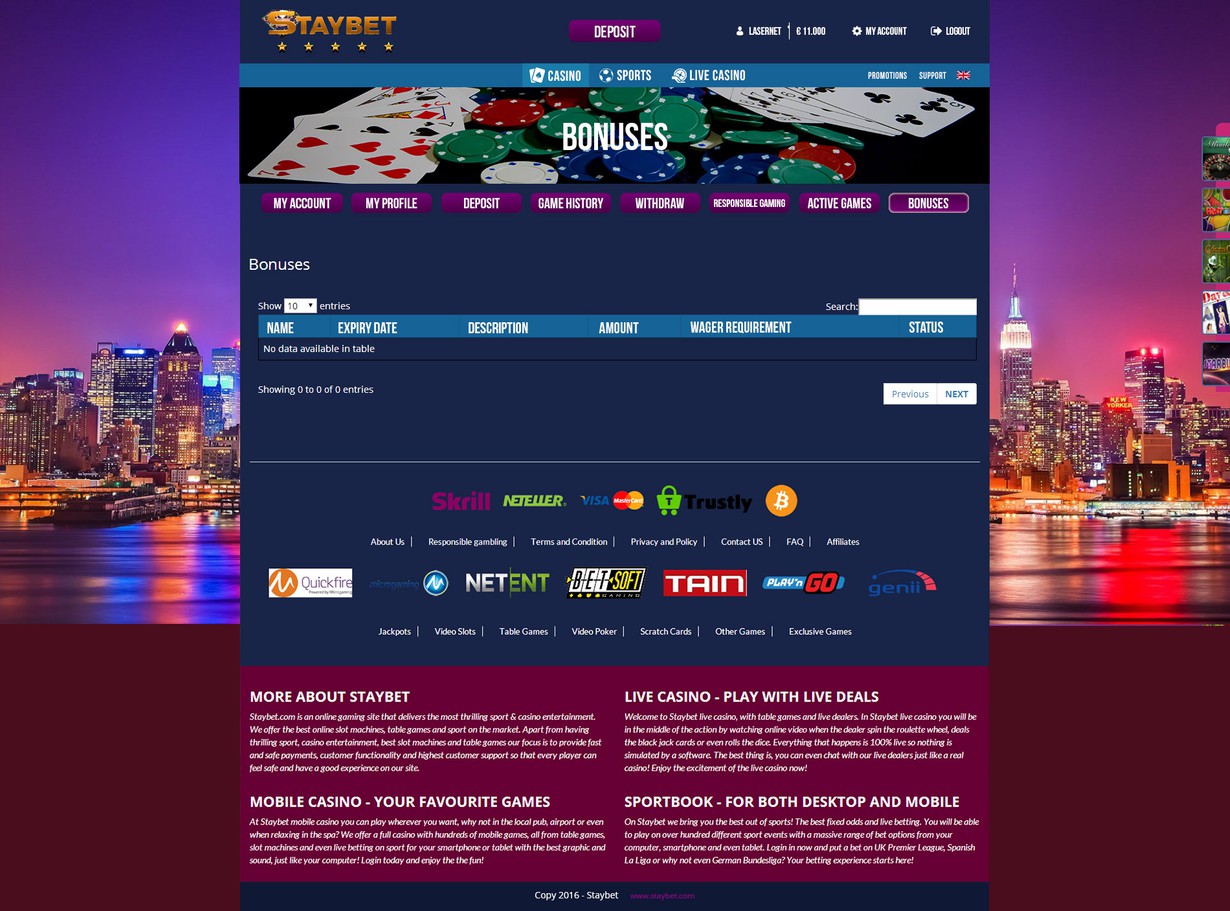 STAYBET
DEPOSIT
LASERNET € 11.000 MY ACCOUNT LOGOUT
CASINO SPORTS LIVE CASINO PROMOTIONS SUPPORT
BONUSES
MY ACCOUNT MY PROFILE DEPOSIT GAME HISTORY WITHDRAW RESPONSIBLE GAMING ACTIVE GAMES BONUSES
Bonuses
Show 10 entries Search:
NAME EXPIRY DATE DESCRIPTION AMOUNT WAGER REQUIREMENT STATUS
No data available in table
Showing 0 to 0 of 0 entries Previous NEXT
NEW YORKER
Skrill NETELLER VISA MasterCard Trustly
About Us Responsible gambling Terms and Condition Privacy and Policy Contact US FAQ Affiliates
Quickfire Powered by Microgaming microgaming NETENT BETSOFT GAMING TAIN PLAY'n GO genii
Jackpots Video Slots Table Games Video Poker Scratch Cards Other Games Exclusive Games
MORE ABOUT STAYBET
Staybet.com is an online gaming site that delivers the most thrilling sport & casino entertainment.
We offer the best online slot machines, table games and sport on the market. Apart from having
thrilling sport, casino entertainment, best slot machines and table games our focus is to provide fast
and safe payments, customer functionality and highest customer support so that every player can
feel safe and have a good experience on our site.
LIVE CASINO - PLAY WITH LIVE DEALS
Welcome to Staybet live casino, with table games and live dealers. In Staybet live casino you will be
in the middle of the action by watching online video when the dealer spin the roulette wheel, deals
the black jack cards or even rolls the dice. Everything that happens is 100% live so nothing is
simulated by a software. The best thing is, you can even chat with our live dealers just like a real
casino! Enjoy the excitement of the live casino now!
MOBILE CASINO - YOUR FAVOURITE GAMES
At Staybet mobile casino you can play wherever you want, why not in the local pub, airport or even
when relaxing in the spa? We offer a full casino with hundreds of mobile games, all from table games,
slot machines and even live betting on sport for your smartphone or tablet with the best graphic and
sound, just like your computer! Login today and enjoy the the fun!
SPORTBOOK - FOR BOTH DESKTOP AND MOBILE
On Staybet we bring you the best out of sports! The best fixed odds and live betting. You will be able
to play on over hundred different sport events with a massive range of bet options from your
computer, smartphone and even tablet. Login in now and put a bet on UK Premier League, Spanish
La Liga or why not even German Bundesliga? Your betting experience starts here!
Copy 2016 - Staybet www.staybet.com